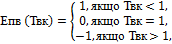 1, якщо Твк < 1,
Епв (Твк) = { 0, якщо Твк = 1,
−1, якщо Твк > 1,